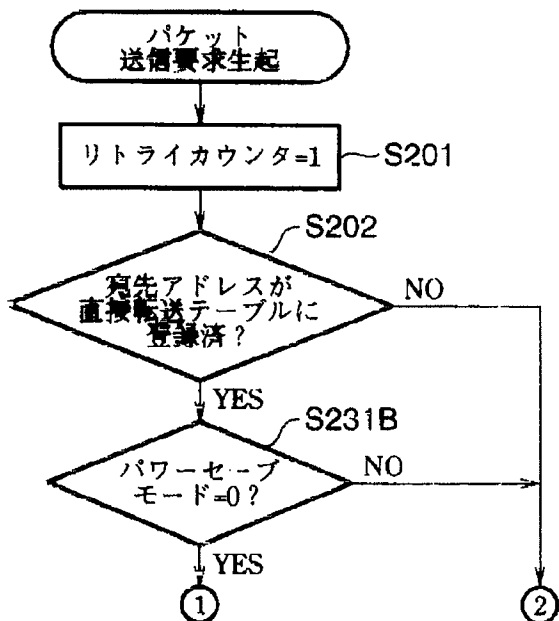 パケット
送信要求生起
リトライカウンタ=1
S201
S202
宛先アドレスが
直接転送テーブルに
登録済?
NO
YES
S231B
パワーセーブ
モード=0?
NO
YES
1
2